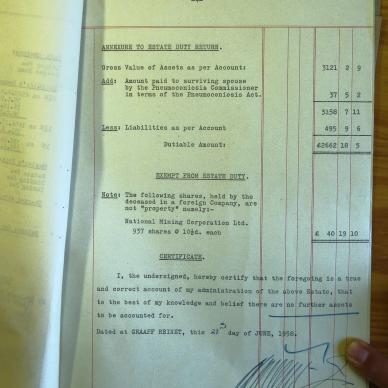 ANNEXURE TO ESTATE DUTY RETURN.
Gross Value of Assets as per Account: 3121 2 9
Add: Amount paid to surviving spouse
by the Pneumoconiosis Commissioner
in terms of the Pneumoconiosis Act. 37 5 2
3158 7 11
Less: Liabilities as per Account 495 9 6
Dutiable Amount: £2662 18 5
EXEMPT FROM ESTATE DUTY.
Note: The following shares, held by the
deceased in a foreign Company, are
not "property" namely:-
National Mining Corporation Ltd.
937 shares @ 10½d. each £ 40 19 10
CERTIFICATE.
I, the undersigned, hereby certify that the foregoing is a true
and correct account of my administration of the above Estate, that
to the best of my knowledge and belief there are no further assets
to be accounted for.
Dated at GRAAFF REINET, this 21st day of JUNE, 1958.